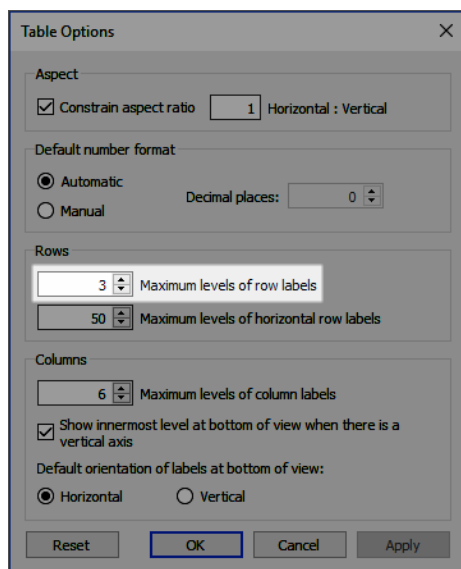 Table Options
Aspect
Constrain aspect ratio 1 Horizontal : Vertical
Default number format
Automatic
Decimal places: 0
Manual
Rows
3 Maximum levels of row labels
50 Maximum levels of horizontal row labels
Columns
6 Maximum levels of column labels
Show innermost level at bottom of view when there is a
vertical axis
Default orientation of labels at bottom of view:
Horizontal Vertical
Reset OK Cancel Apply